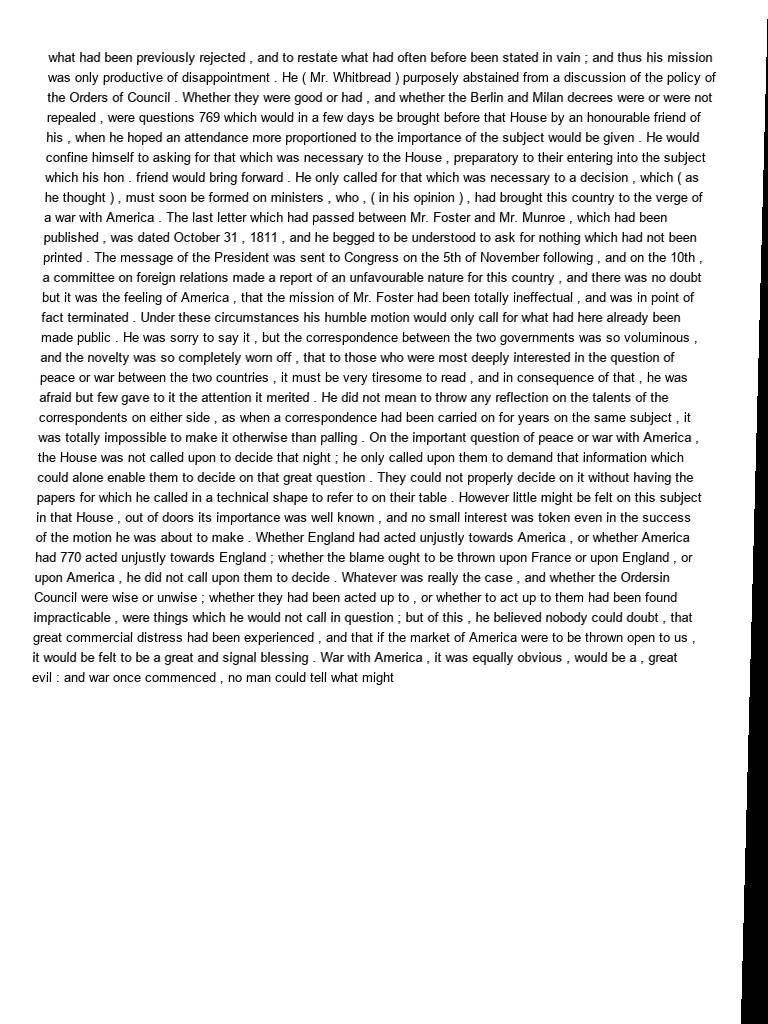 what had been previously rejected , and to restate what had often before been stated in vain ; and thus his mission
was only productive of disappointment . He ( Mr. Whitbread ) purposely abstained from a discussion of the policy of
the Orders of Council . Whether they were good or had , and whether the Berlin and Milan decrees were or were not
repealed , were questions 769 which would in a few days be brought before that House by an honourable friend of
his , when he hoped an attendance more proportioned to the importance of the subject would be given . He would
confine himself to asking for that which was necessary to the House , preparatory to their entering into the subject
which his hon . friend would bring forward . He only called for that which was necessary to a decision , which ( as
he thought ) , must soon be formed on ministers , who , ( in his opinion ) , had brought this country to the verge of
a war with America . The last letter which had passed between Mr. Foster and Mr. Munroe , which had been
published , was dated October 31 , 1811 , and he begged to be understood to ask for nothing which had not been
printed . The message of the President was sent to Congress on the 5th of November following , and on the 10th ,
a committee on foreign relations made a report of an unfavourable nature for this country , and there was no doubt
but it was the feeling of America , that the mission of Mr. Foster had been totally ineffectual , and was in point of
fact terminated . Under these circumstances his humble motion would only call for what had here already been
made public . He was sorry to say it , but the correspondence between the two governments was so voluminous ,
and the novelty was so completely worn off , that to those who were most deeply interested in the question of
peace or war between the two countries , it must be very tiresome to read , and in consequence of that , he was
afraid but few gave to it the attention it merited . He did not mean to throw any reflection on the talents of the
correspondents on either side , as when a correspondence had been carried on for years on the same subject , it
was totally impossible to make it otherwise than palling . On the important question of peace or war with America ,
the House was not called upon to decide that night ; he only called upon them to demand that information which
could alone enable them to decide on that great question . They could not properly decide on it without having the
papers for which he called in a technical shape to refer to on their table . However little might be felt on this subject
in that House , out of doors its importance was well known , and no small interest was token even in the success
of the motion he was about to make . Whether England had acted unjustly towards America , or whether America
had 770 acted unjustly towards England ; whether the blame ought to be thrown upon France or upon England , or
upon America , he did not call upon them to decide . Whatever was really the case , and whether the Ordersin
Council were wise or unwise ; whether they had been acted up to , or whether to act up to them had been found
impracticable , were things which he would not call in question ; but of this , he believed nobody could doubt , that
great commercial distress had been experienced , and that if the market of America were to be thrown open to us ,
it would be felt to be a great and signal blessing . War with America , it was equally obvious , would be a , great
evil : and war once commenced , no man could tell what might